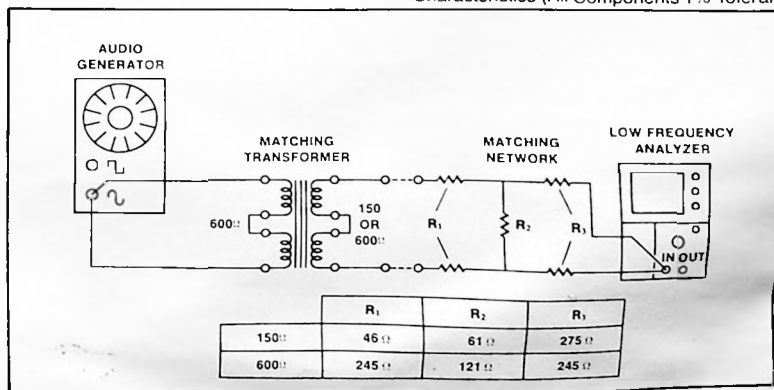 AUDIO
GENERATOR
MATCHING
TRANSFORMER
MATCHING
NETWORK
LOW FREQUENCY
ANALYZER
600Ω
150
OR
600Ω
R₁
R₂
R₃
IN OUT
R₁ R₂ R₃
150Ω 46 Ω 61 Ω 275 Ω
600Ω 245 Ω 121 Ω 245 Ω